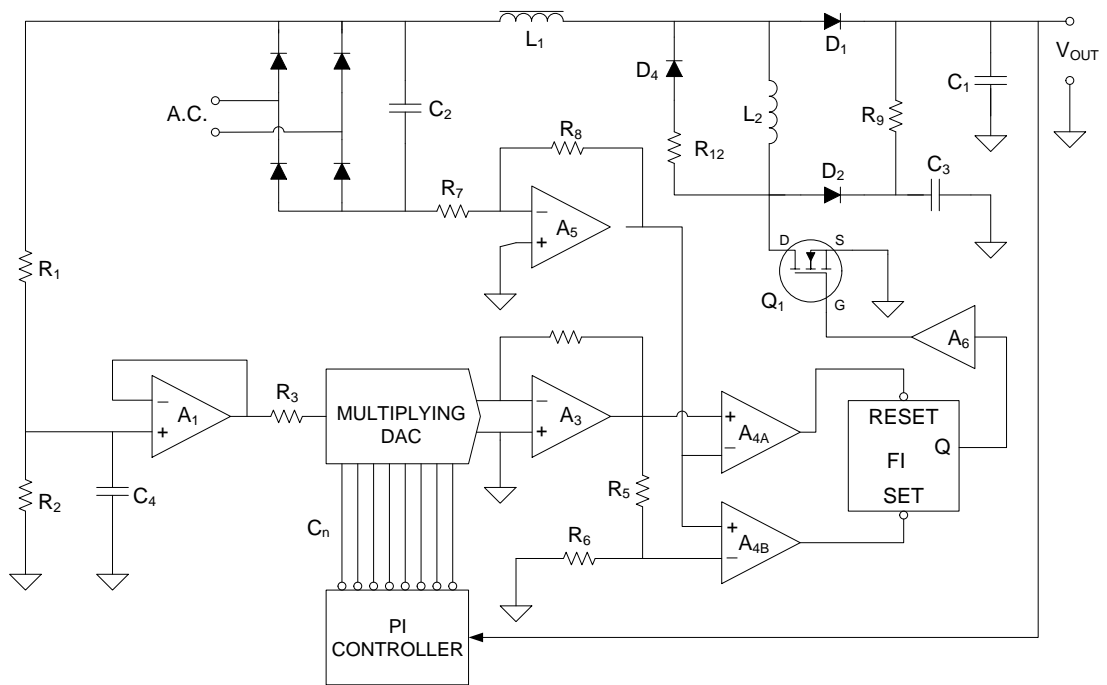 L₁
D₁
V_OUT
D₄
C₁
A.C.
C₂
L₂
R₉
R₈
R₁₂
R₇
D₂
C₃
A₅
D
S
Q₁
G
R₁
A₆
R₃
A₁
MULTIPLYING
DAC
A₃
A₄A
RESET
Q
FI
SET
R₂
C₄
R₅
Cₙ
R₆
A₄B
PI
CONTROLLER